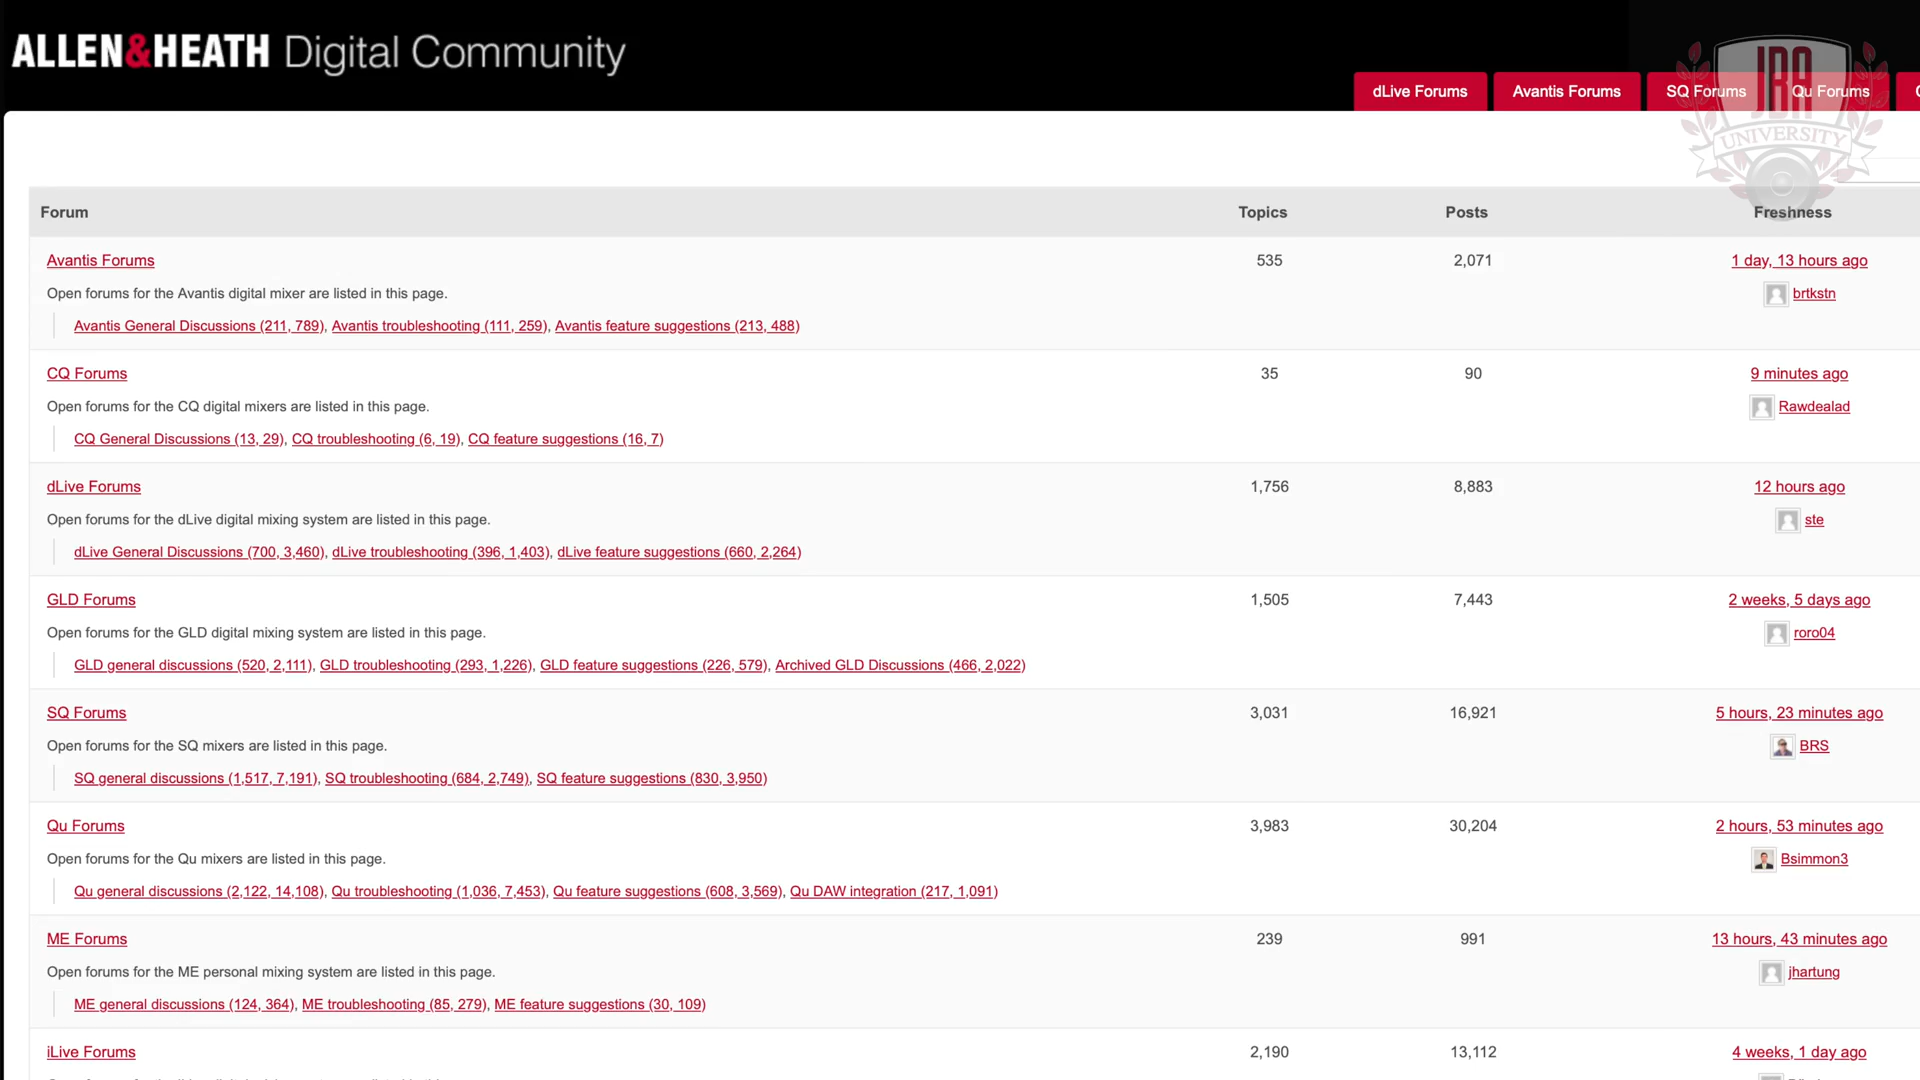 ALLEN&HEATH Digital Community
dLive Forums
Avantis Forums
SQ Forums
Qu Forums
JBA
UNIVERSITY
Forum Topics Posts Freshness
Avantis Forums 535 2,071 1 day, 13 hours ago
Open forums for the Avantis digital mixer are listed in this page. brtkstn
Avantis General Discussions (211, 789), Avantis troubleshooting (111, 259), Avantis feature suggestions (213, 488)
CQ Forums 35 90 9 minutes ago
Open forums for the CQ digital mixers are listed in this page. Rawdealad
CQ General Discussions (13, 29), CQ troubleshooting (6, 19), CQ feature suggestions (16, 7)
dLive Forums 1,756 8,883 12 hours ago
Open forums for the dLive digital mixing system are listed in this page. ste
dLive General Discussions (700, 3,460), dLive troubleshooting (396, 1,403), dLive feature suggestions (660, 2,264)
GLD Forums 1,505 7,443 2 weeks, 5 days ago
Open forums for the GLD digital mixing system are listed in this page. roro04
GLD general discussions (520, 2,111), GLD troubleshooting (293, 1,226), GLD feature suggestions (226, 579), Archived GLD Discussions (466, 2,022)
SQ Forums 3,031 16,921 5 hours, 23 minutes ago
Open forums for the SQ mixers are listed in this page. BRS
SQ general discussions (1,517, 7,191), SQ troubleshooting (684, 2,749), SQ feature suggestions (830, 3,950)
Qu Forums 3,983 30,204 2 hours, 53 minutes ago
Open forums for the Qu mixers are listed in this page. Bsimmon3
Qu general discussions (2,122, 14,108), Qu troubleshooting (1,036, 7,453), Qu feature suggestions (608, 3,569), Qu DAW integration (217, 1,091)
ME Forums 239 991 13 hours, 43 minutes ago
Open forums for the ME personal mixing system are listed in this page. jhartung
ME general discussions (124, 364), ME troubleshooting (85, 279), ME feature suggestions (30, 109)
iLive Forums 2,190 13,112 4 weeks, 1 day ago